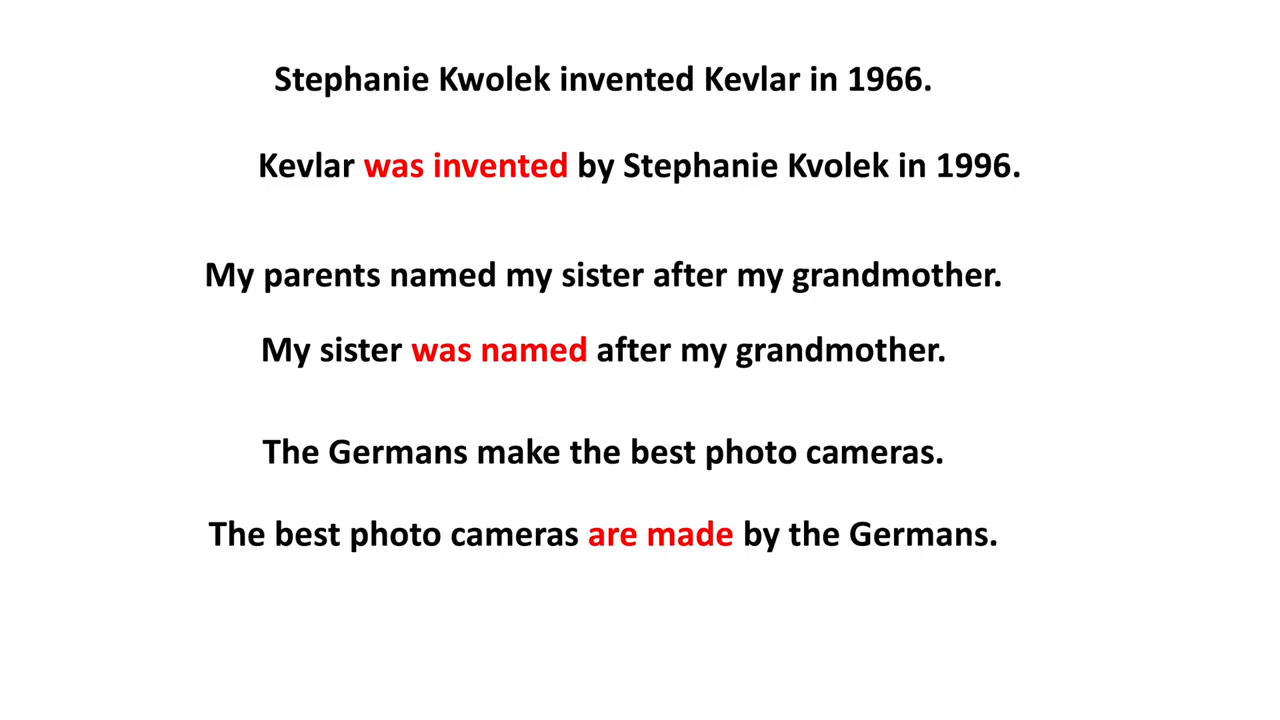 Stephanie Kwolek invented Kevlar in 1966.
Kevlar was invented by Stephanie Kvolek in 1996.
My parents named my sister after my grandmother.
My sister was named after my grandmother.
The Germans make the best photo cameras.
The best photo cameras are made by the Germans.